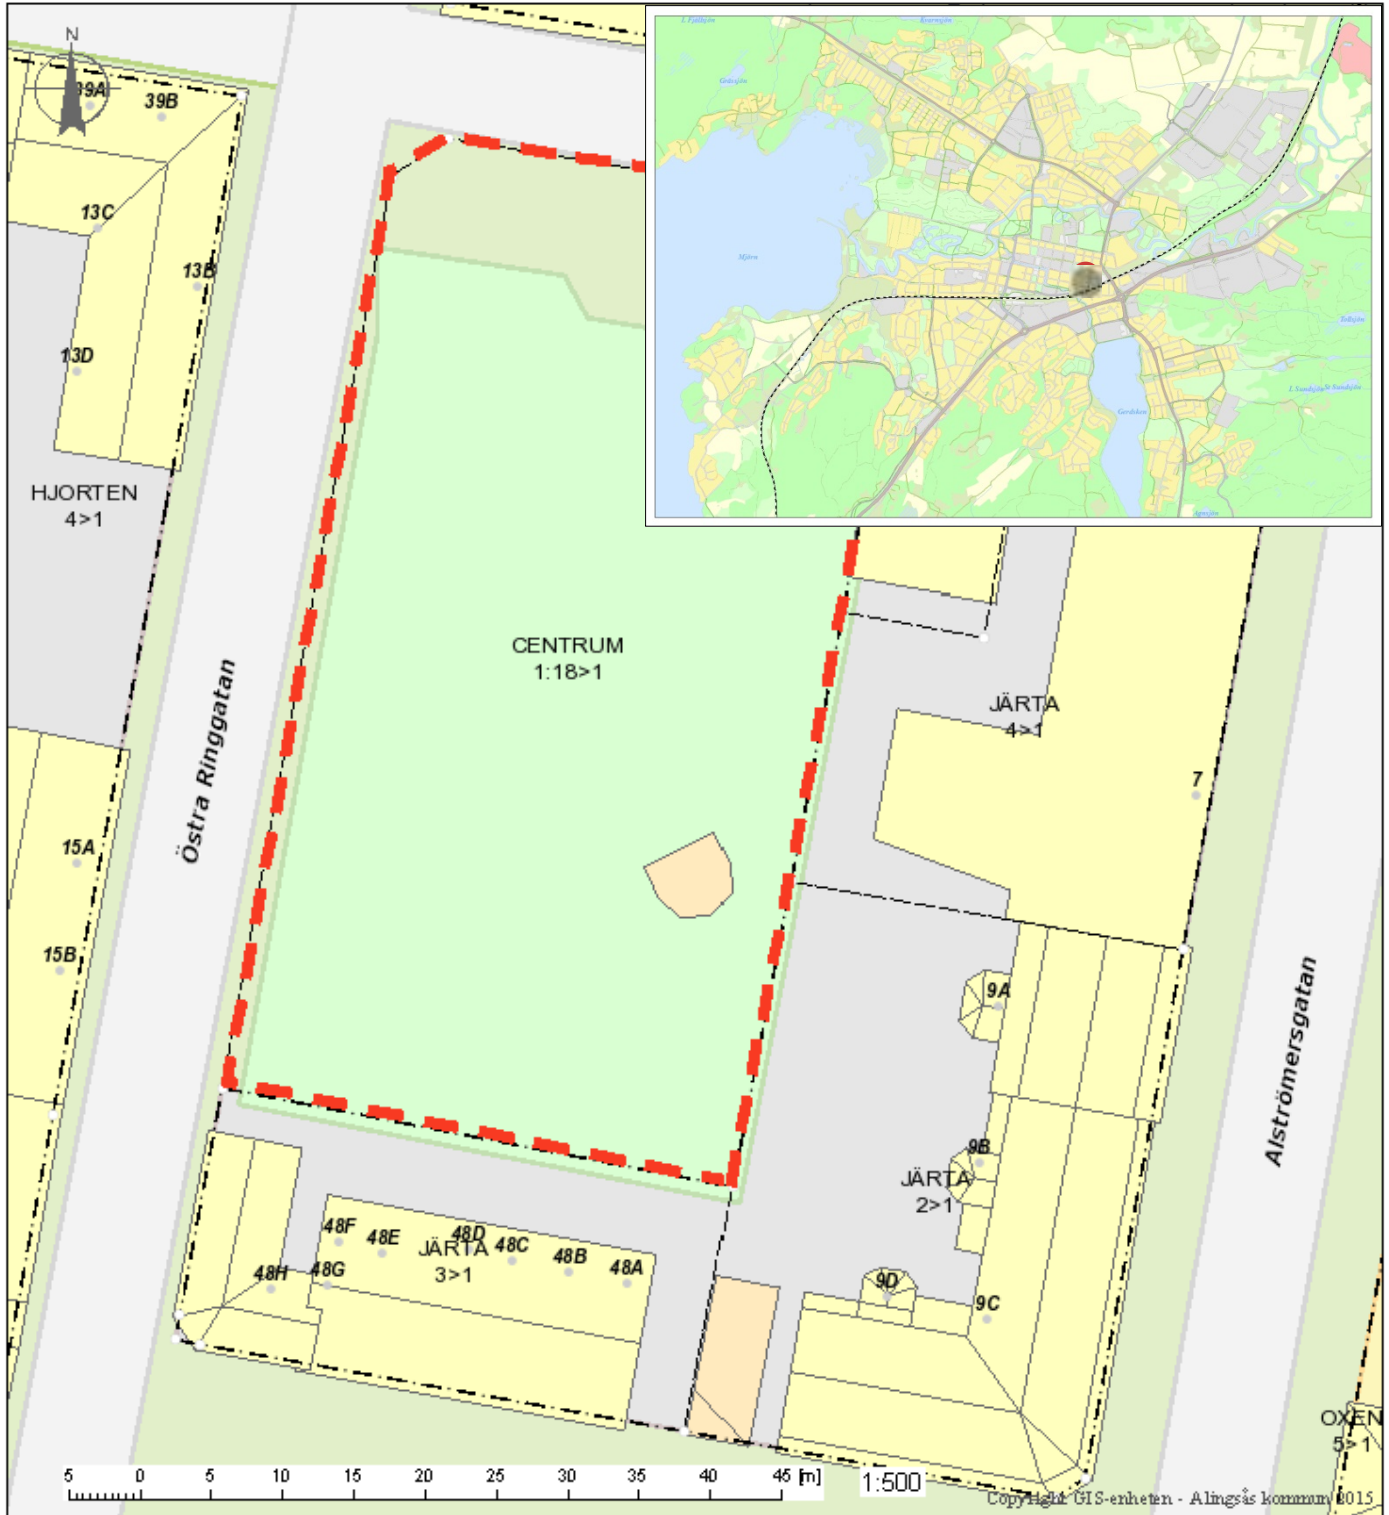 N
39A
39B
13C
13B
13D
HJORTEN
4>1
Östra Ringgatan
15A
15B
CENTRUM
1:18>1
JÄRTA
4>1
7
9A
9B
JÄRTA
2>1
9D
9C
Alströmersgatan
48F
48E
48D
48C
48B
48A
JÄRTA
3>1
48H
48G
OXEN
5>1
5 0 5 10 15 20 25 30 35 40 45 [m]
1:500
Copyright GIS-enheten - Alingsås kommun 2015
Mjörn
Gerdsken